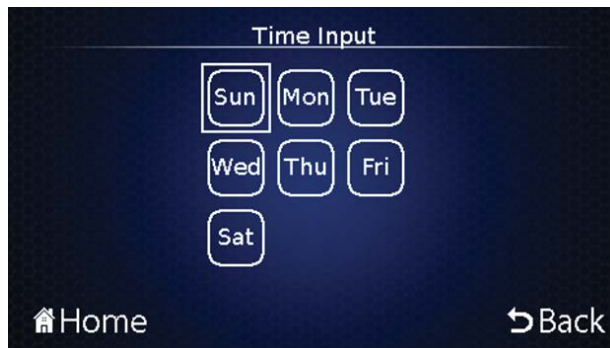 Time Input
Sun Mon Tue
Wed Thu Fri
Sat
Home Back